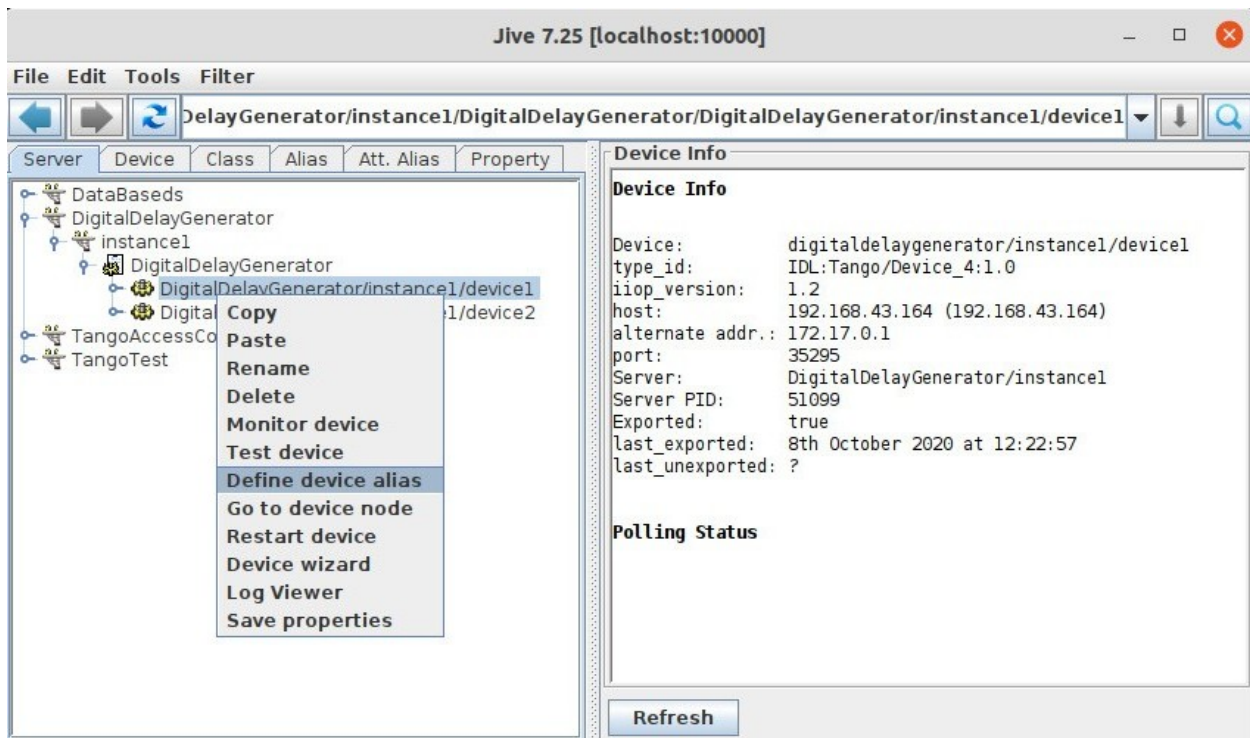 Jive 7.25 [localhost:10000]
File Edit Tools Filter
DelayGenerator/instance1/DigitalDelayGenerator/DigitalDelayGenerator/instance1/device1
Server Device Class Alias Att. Alias Property
DataBaseds
DigitalDelayGenerator
instance1
DigitalDelayGenerator
DigitalDelayGenerator/instance1/device1
Digital 1/device2
TangoAccessCo
TangoTest
Copy
Paste
Rename
Delete
Monitor device
Test device
Define device alias
Go to device node
Restart device
Device wizard
Log Viewer
Save properties
Device Info
Device Info
Device: digitaldelaygenerator/instance1/device1
type_id: IDL:Tango/Device_4:1.0
iiop_version: 1.2
host: 192.168.43.164 (192.168.43.164)
alternate addr.: 172.17.0.1
port: 35295
Server: DigitalDelayGenerator/instance1
Server PID: 51099
Exported: true
last_exported: 8th October 2020 at 12:22:57
last_unexported: ?
Polling Status
Refresh